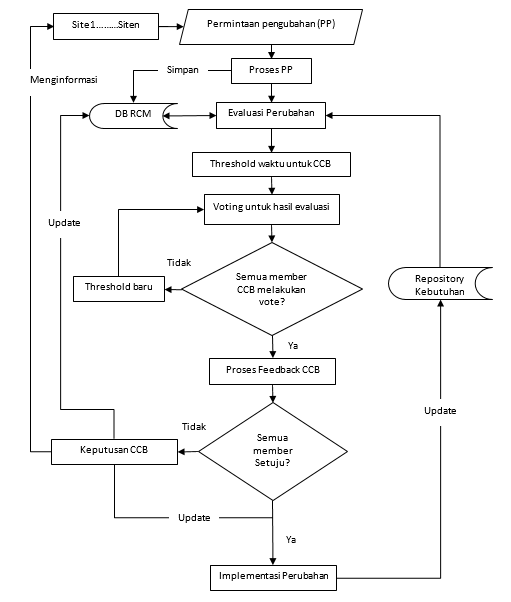 Site1.........Siten
Permintaan pengubahan (PP)
Menginformasi
Simpan
Proses PP
DB RCM
Evaluasi Perubahan
Threshold waktu untuk CCB
Voting untuk hasil evaluasi
Update
Tidak
Semua member
CCB melakukan
vote?
Threshold baru
Repository
Kebutuhan
Ya
Proses Feedback CCB
Update
Tidak
Semua
member
Setuju?
Keputusan CCB
Update
Ya
Implementasi Perubahan